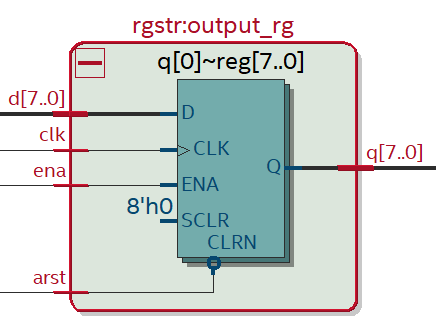 rgstr:output_rg
q[0]~reg[7..0]
d[7..0]
D
clk
CLK
q[7..0]
Q
ena
ENA
8'h0
SCLR
CLRN
arst